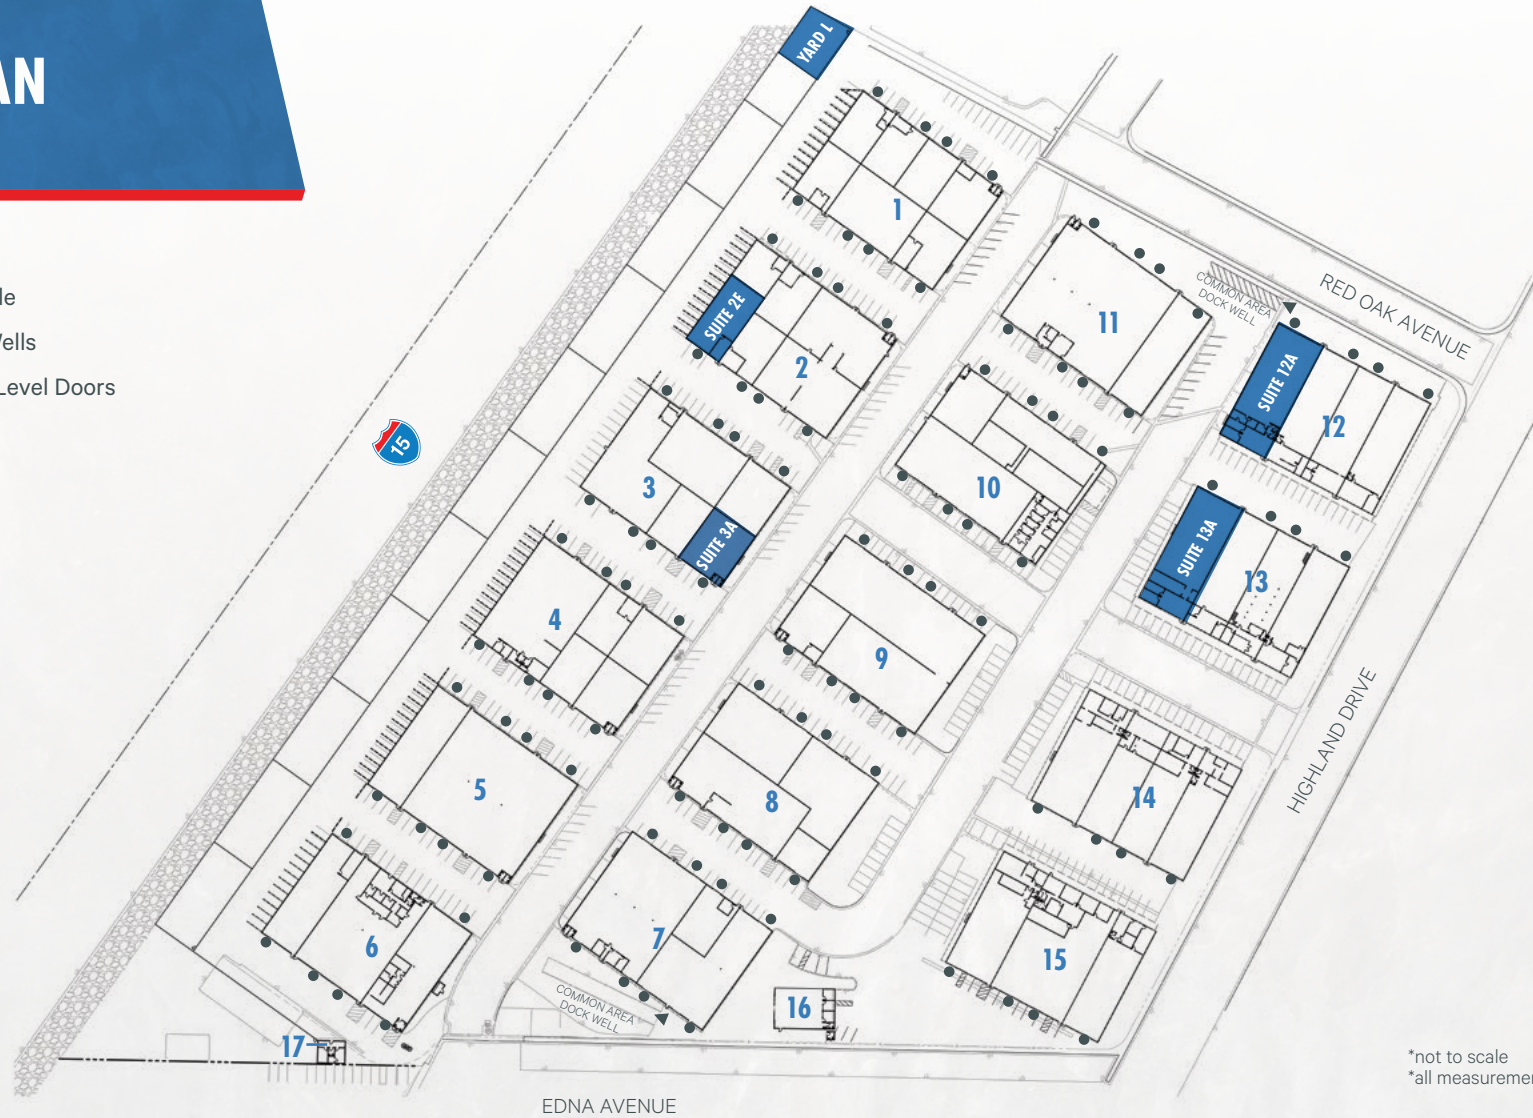 AN
le
Wells
Level Doors
15
YARD L
1
SUITE 2E
2
3
SUITE 3A
4
5
6
7
8
9
10
11
COMMON AREA
DOCK WELL
RED OAK AVENUE
SUITE 12A
12
SUITE 13A
13
HIGHLAND DRIVE
14
15
16
COMMON AREA
DOCK WELL
17
EDNA AVENUE
*not to scale
*all measuremen